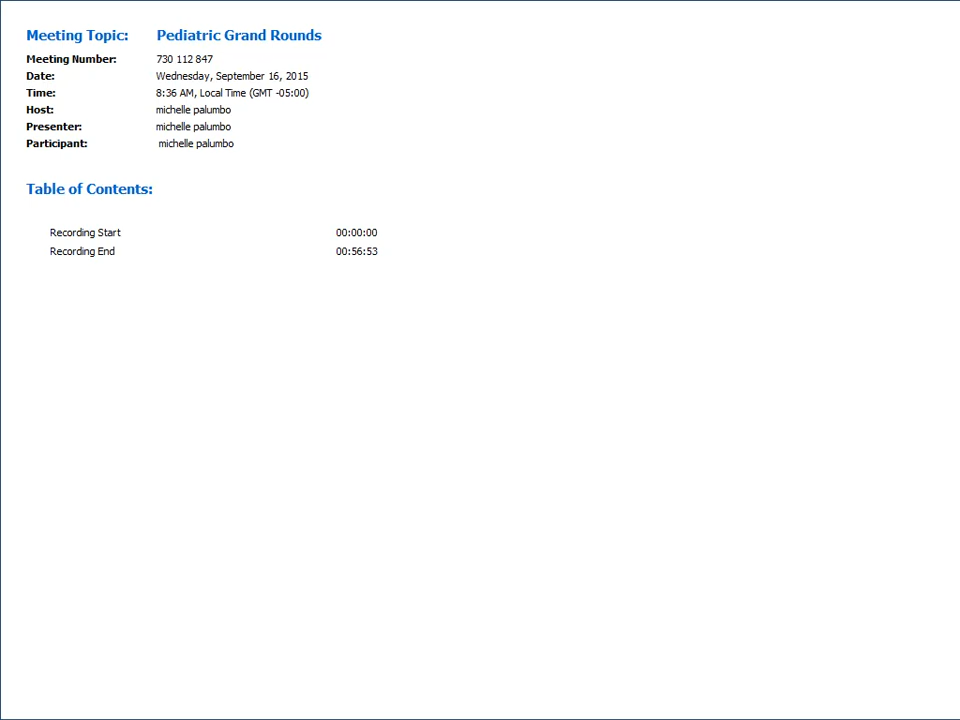 Meeting Topic: Pediatric Grand Rounds
Meeting Number: 730 112 847
Date: Wednesday, September 16, 2015
Time: 8:36 AM, Local Time (GMT -05:00)
Host: michelle palumbo
Presenter: michelle palumbo
Participant: michelle palumbo
Table of Contents:
Recording Start 00:00:00
Recording End 00:56:53